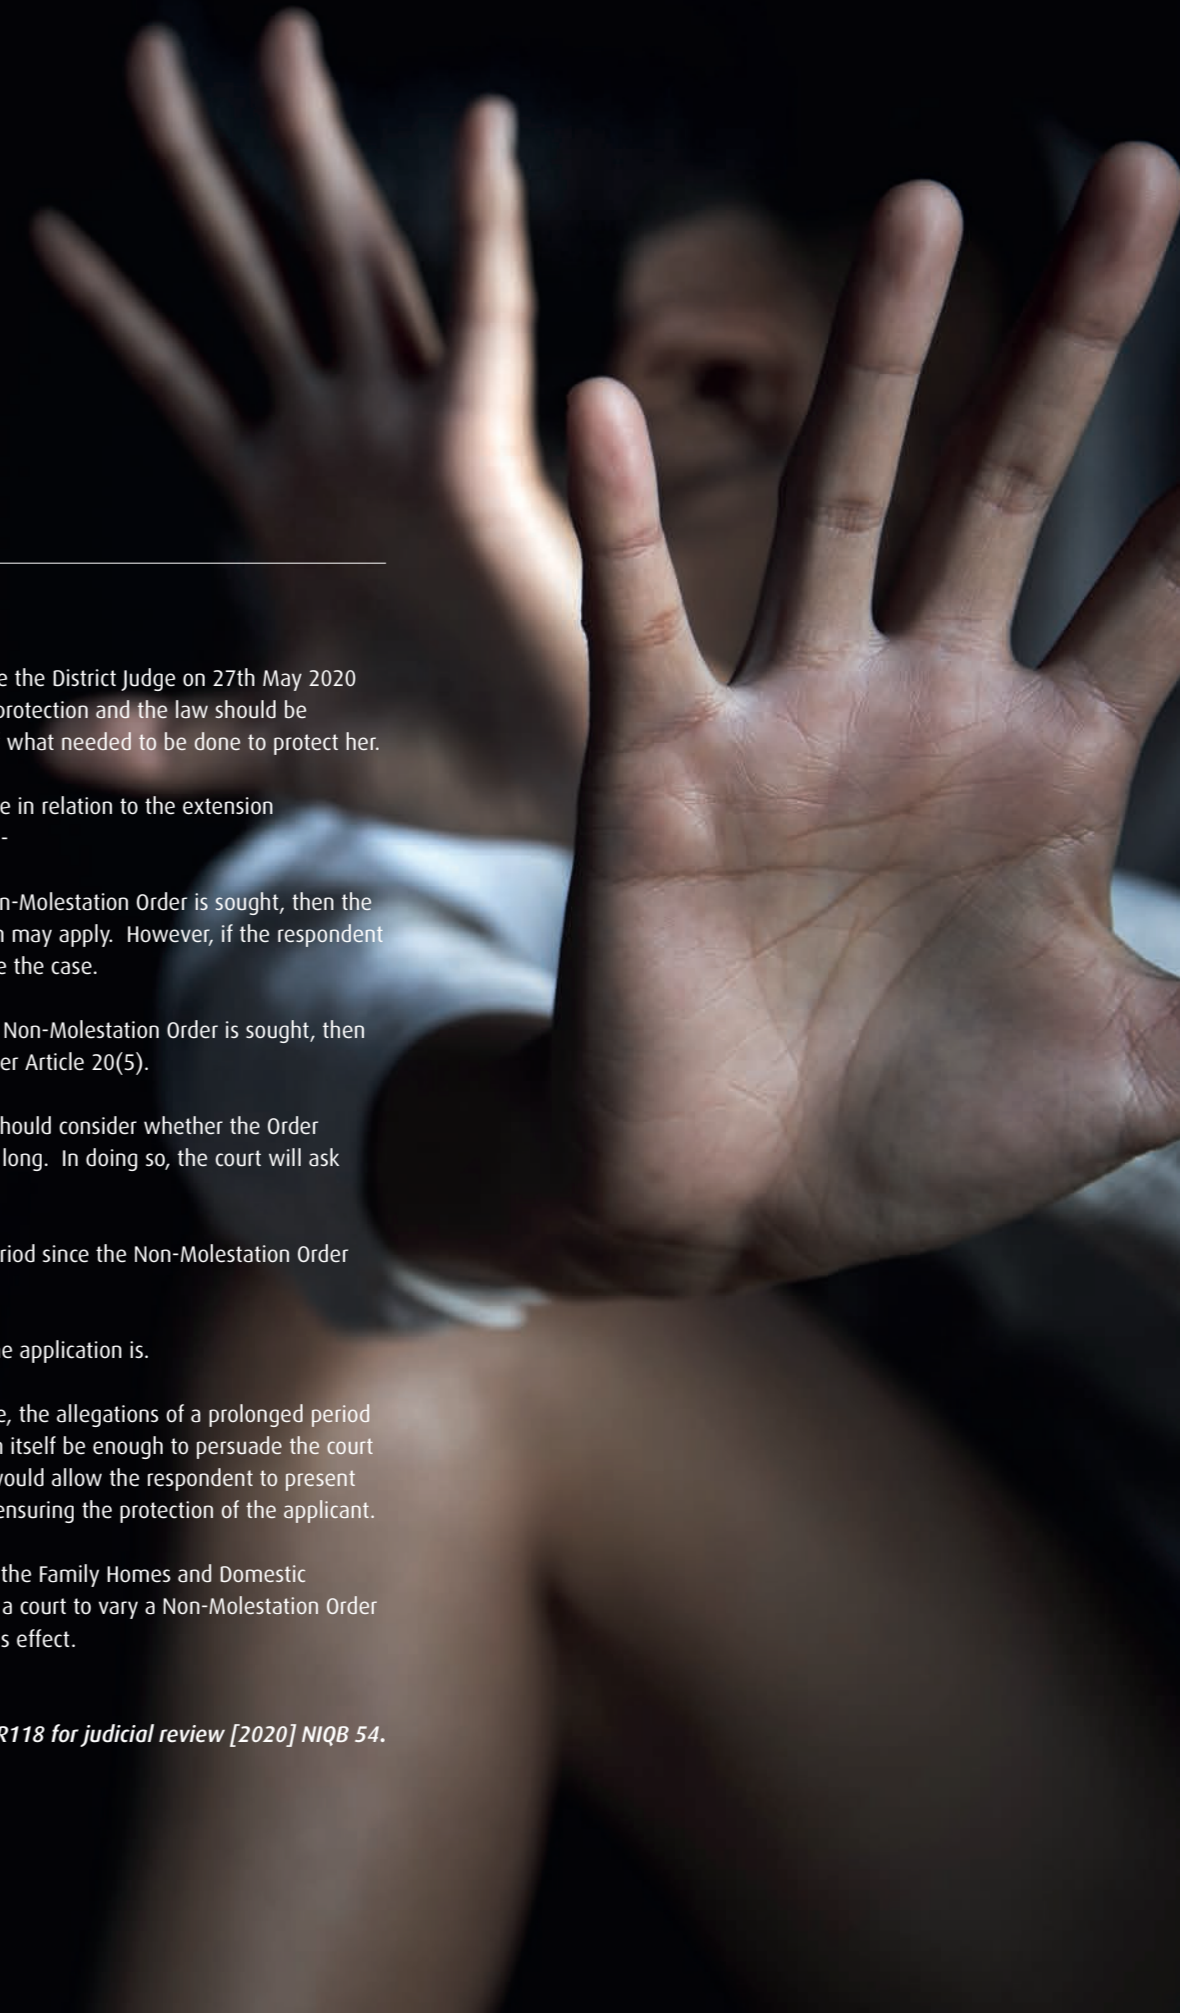 e the District Judge on 27th May 2020
protection and the law should be
what needed to be done to protect her.
e in relation to the extension
-
n-Molestation Order is sought, then the
n may apply. However, if the respondent
e the case.
Non-Molestation Order is sought, then
er Article 20(5).
hould consider whether the Order
long. In doing so, the court will ask
riod since the Non-Molestation Order
e application is.
e, the allegations of a prolonged period
n itself be enough to persuade the court
would allow the respondent to present
ensuring the protection of the applicant.
the Family Homes and Domestic
a court to vary a Non-Molestation Order
s effect.
R118 for judicial review [2020] NIQB 54.